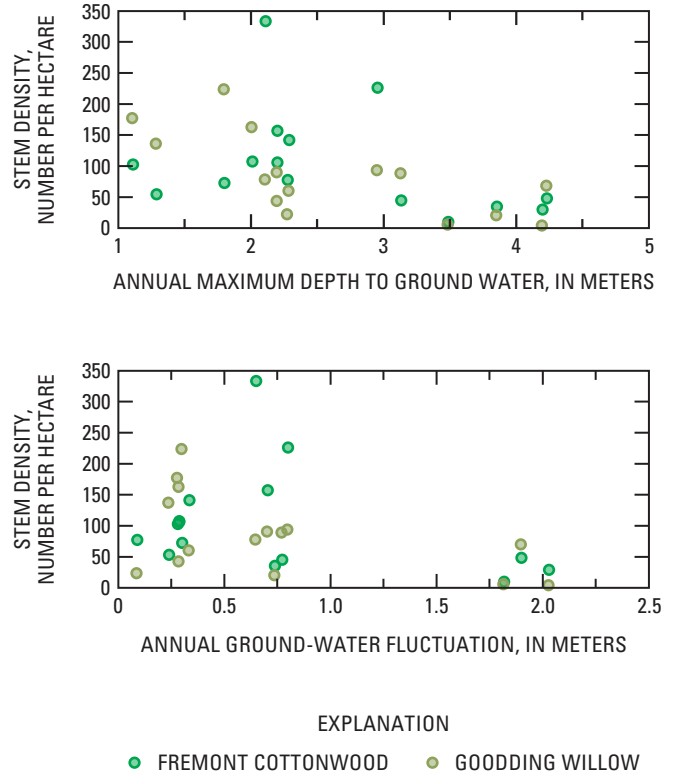 STEM DENSITY,
NUMBER PER HECTARE
350
300
250
200
150
100
50
0
1 2 3 4 5
ANNUAL MAXIMUM DEPTH TO GROUND WATER, IN METERS
STEM DENSITY,
NUMBER PER HECTARE
350
300
250
200
150
100
50
0
0 0.5 1.0 1.5 2.0 2.5
ANNUAL GROUND-WATER FLUCTUATION, IN METERS
EXPLANATION
FREMONT COTTONWOOD GOODDING WILLOW